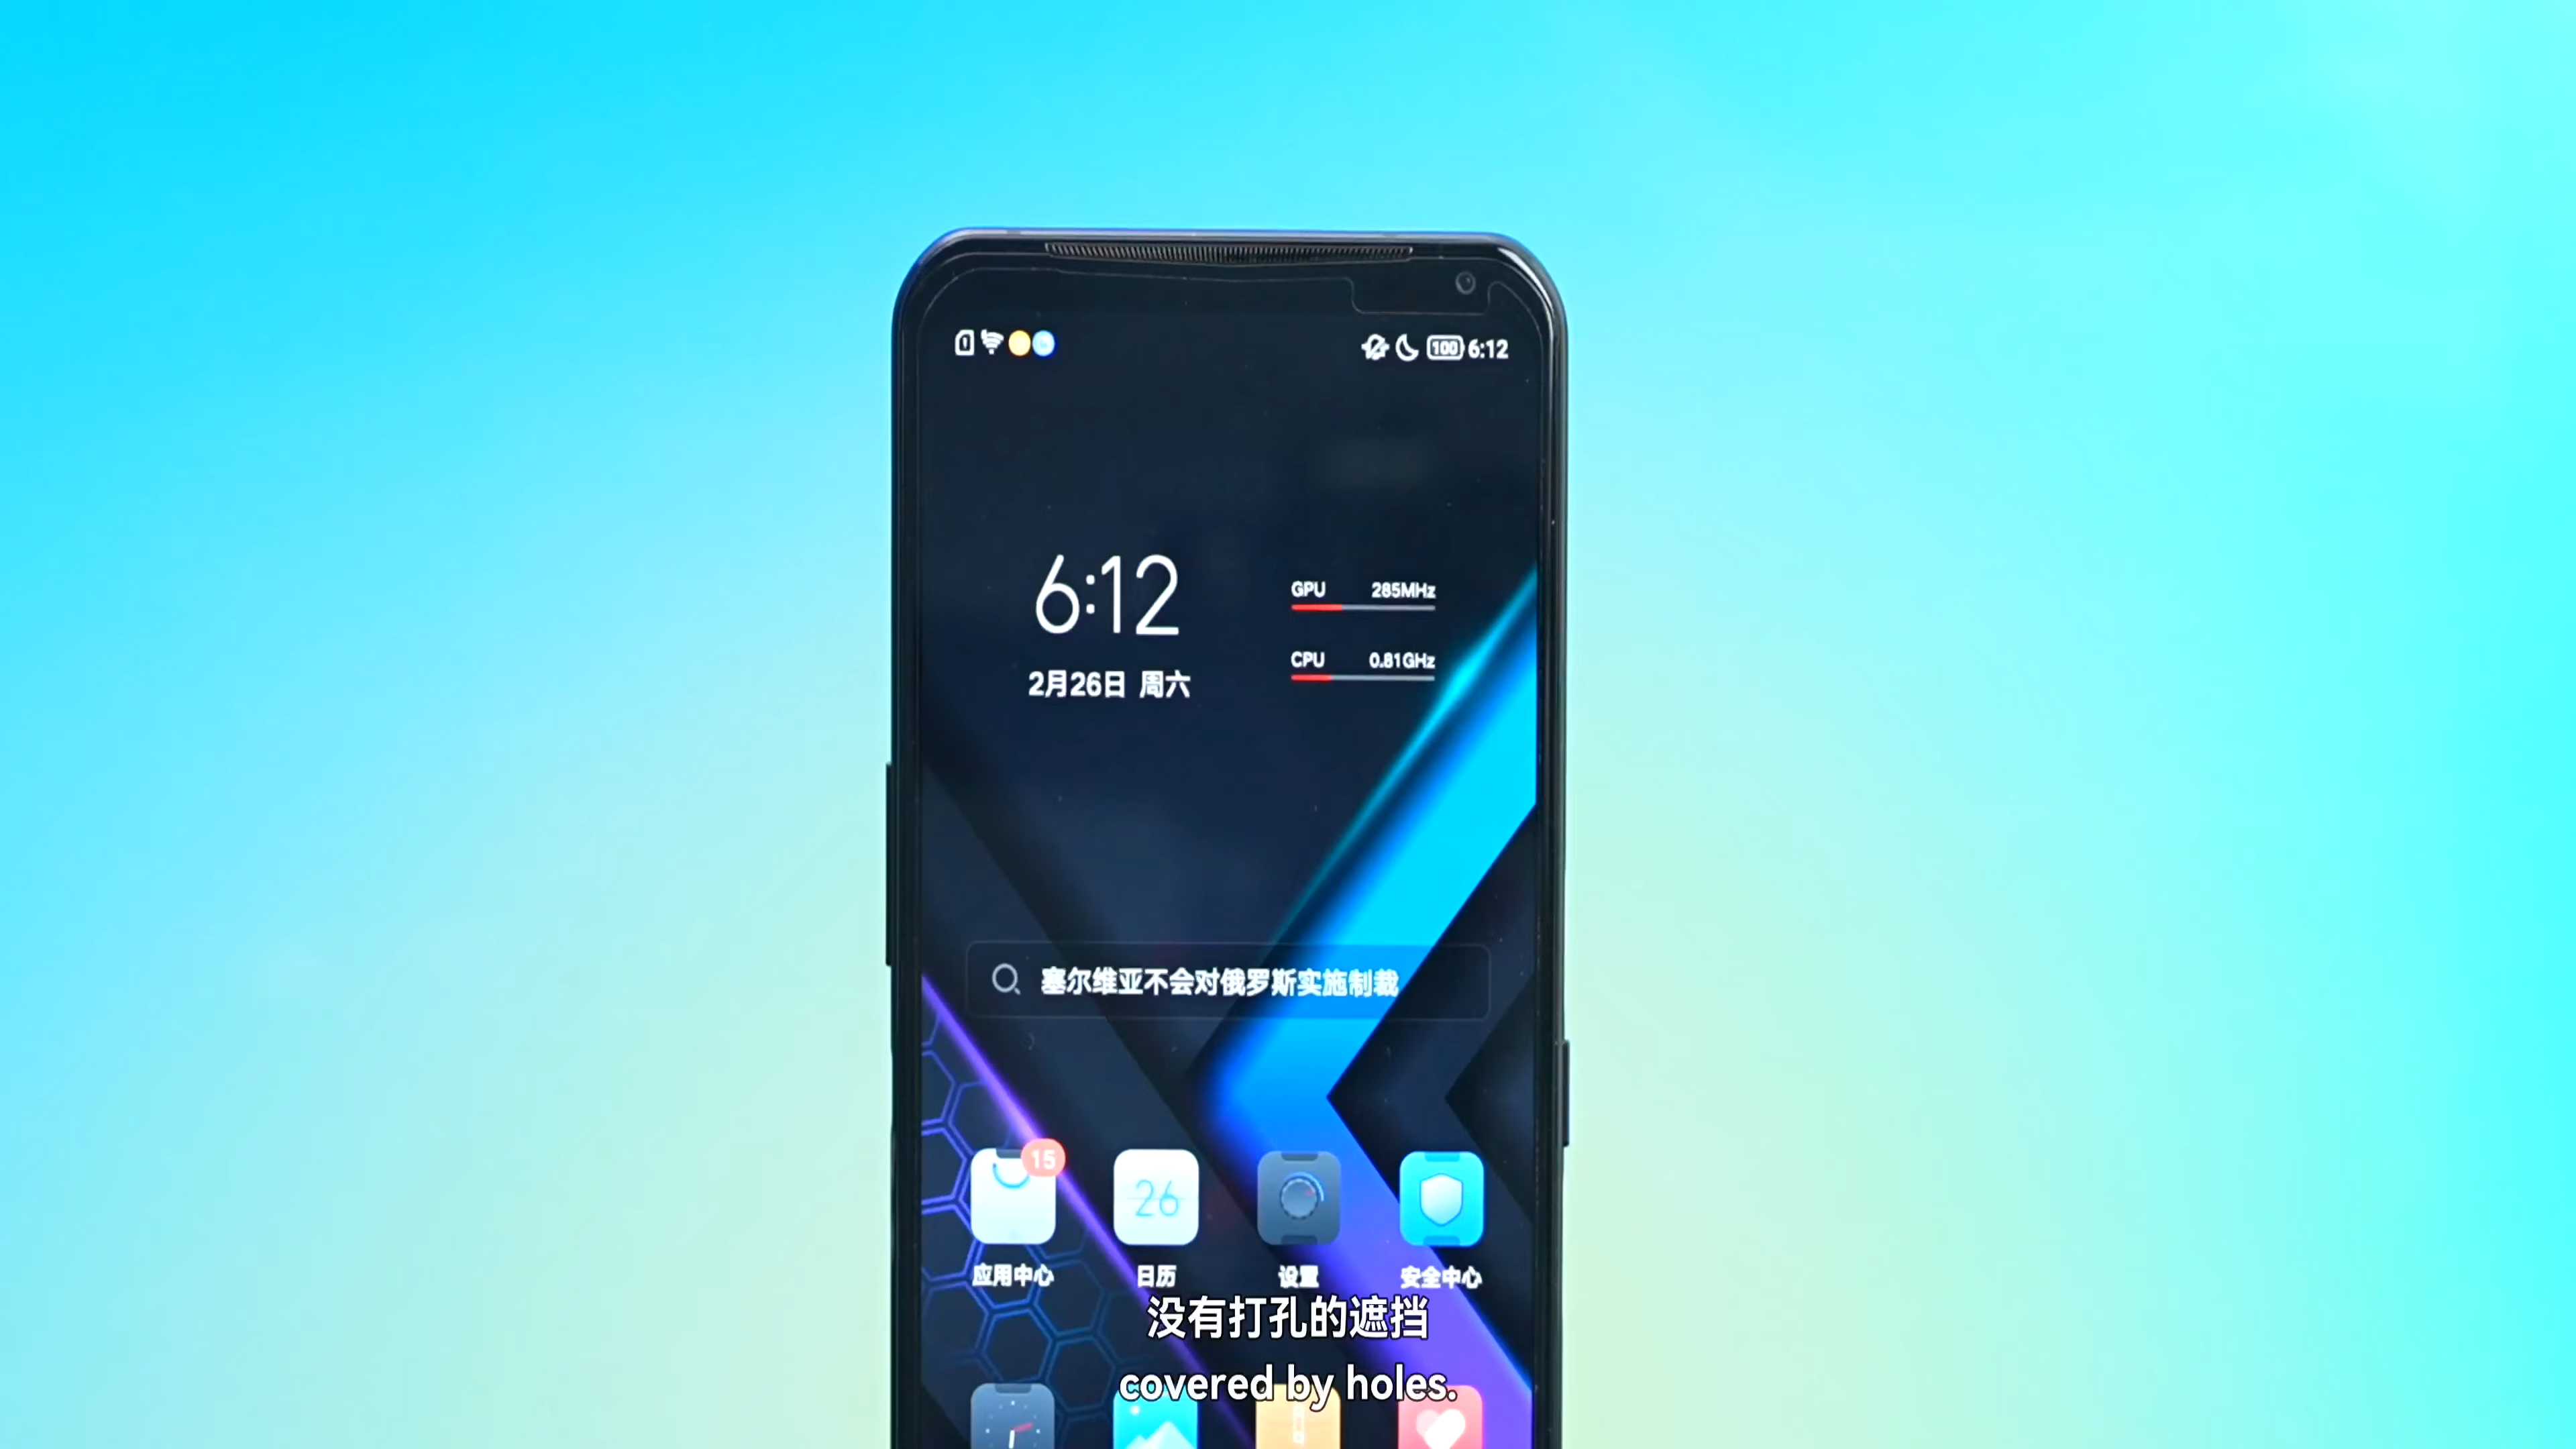 100 6:12
6:12
GPU 285MHz
2月26日 周六
CPU 0.81GHz
塞尔维亚不会对俄罗斯实施制裁
15
26
应用中心 日历 设置 安全中心
没有打孔的遮挡
covered by holes.